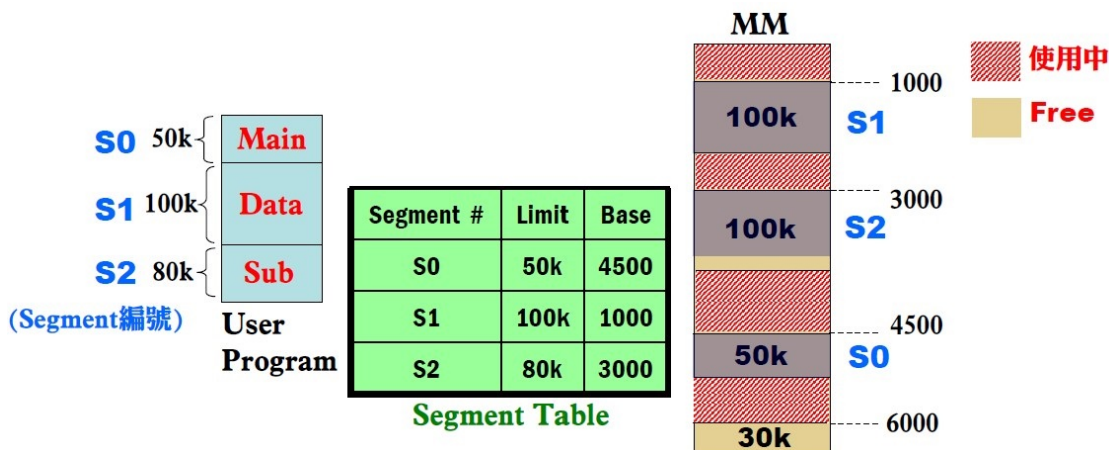 S0 50k Main
S1 100k Data
S2 80k Sub
(Segment編號)
User
Program
Segment # Limit Base
S0 50k 4500
S1 100k 1000
S2 80k 3000
Segment Table
MM
1000
100k S1
3000
100k S2
4500
50k S0
6000
30k
使用中
Free